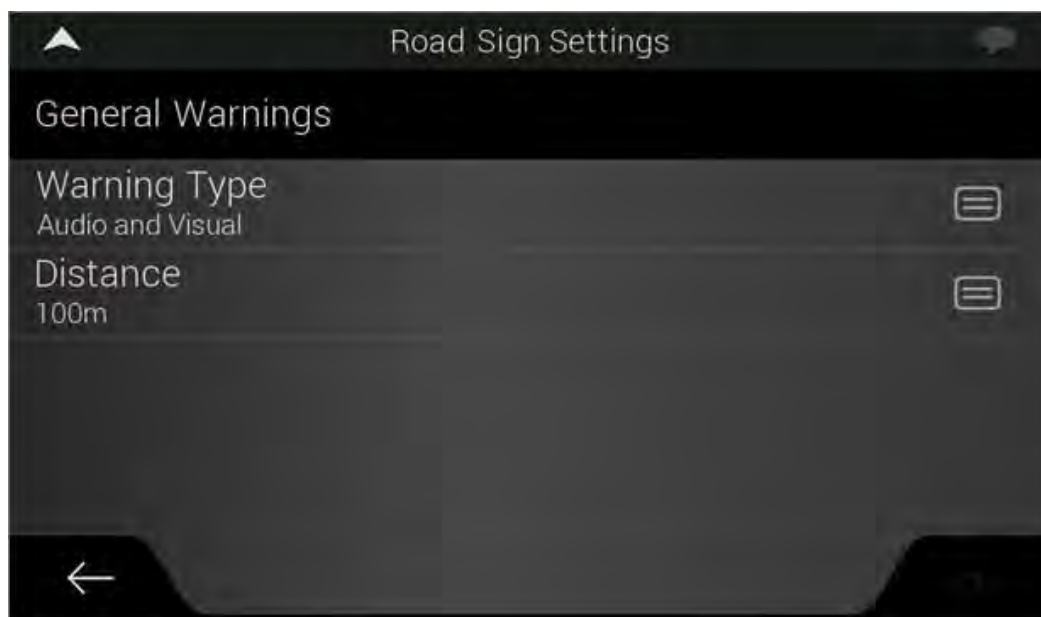 Road Sign Settings
General Warnings
Warning Type
Audio and Visual
Distance
100m